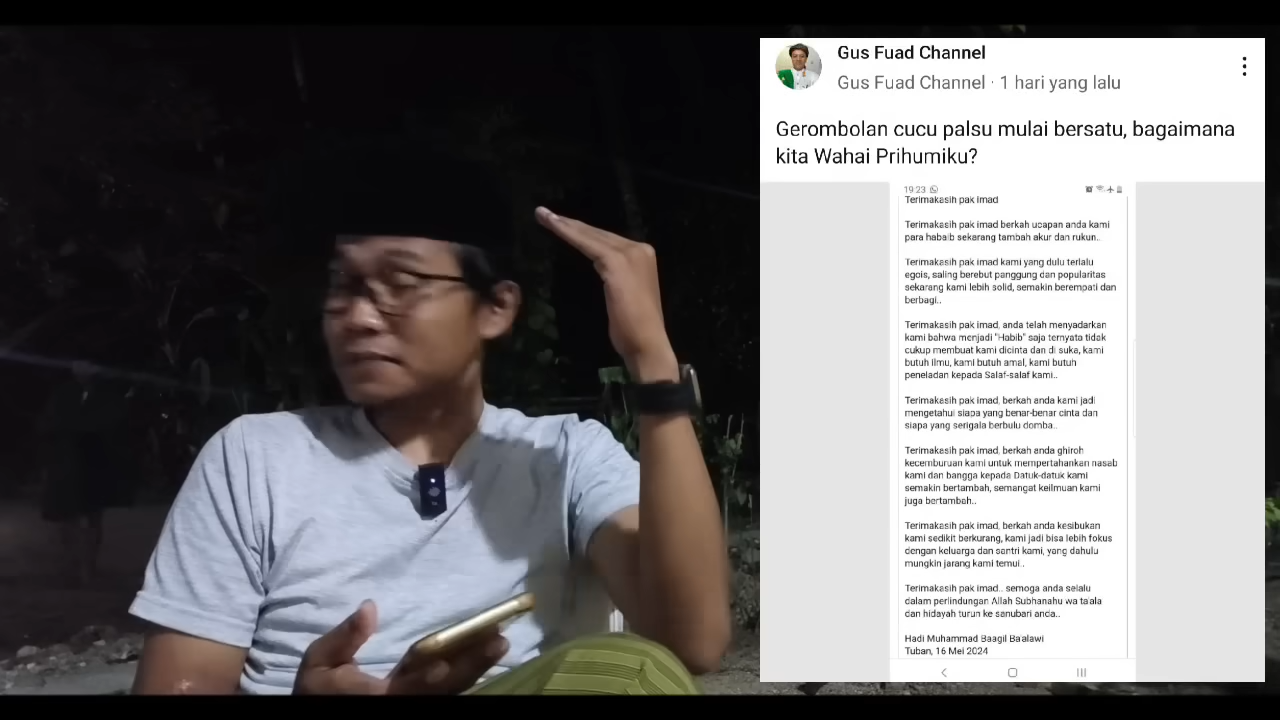 Gus Fuad Channel
Gus Fuad Channel · 1 hari yang lalu
Gerombolan cucu palsu mulai bersatu, bagaimana
kita Wahai Prihumiku?
19.23
Terimakasih pak imad
Terimakasih pak imad berkah ucapan anda kami
para habaib sekarang tambah akur dan rukun..
Terimakasih pak imad kami yang dulu terlalu
egois, saling berebut panggung dan popularitas
sekarang kami lebih solid, semakin berempati dan
berbagi..
Terimakasih pak imad, anda telah menyadarkan
kami bahwa menjadi "Habib" saja ternyata tidak
cukup membuat kami dicinta dan di suka, kami
butuh ilmu, kami butuh amal, kami butuh
peneladan kepada Salaf-salaf kami..
Terimakasih pak imad, berkah anda kami jadi
mengetahui siapa yang benar-benar cinta dan
siapa yang serigala berbulu domba..
Terimakasih pak imad, berkah anda ghiroh
kecemburuan kami untuk mempertahankan nasab
kami dan bangga kepada Datuk-datuk kami
semakin bertambah, semangat keilmuan kami
juga bertambah..
Terimakasih pak imad, berkah anda kesibukan
kami sedikit berkurang, kami jadi bisa lebih fokus
dengan keluarga dan santri kami, yang dahulu
mungkin jarang kami temui..
Terimakasih pak imad.. semoga anda selalu
dalam perlindungan Allah Subhanahu wa ta'ala
dan hidayah turun ke sanubari anda..
Hadi Muhammad Baagil Ba'alawi
Tuban, 16 Mei 2024